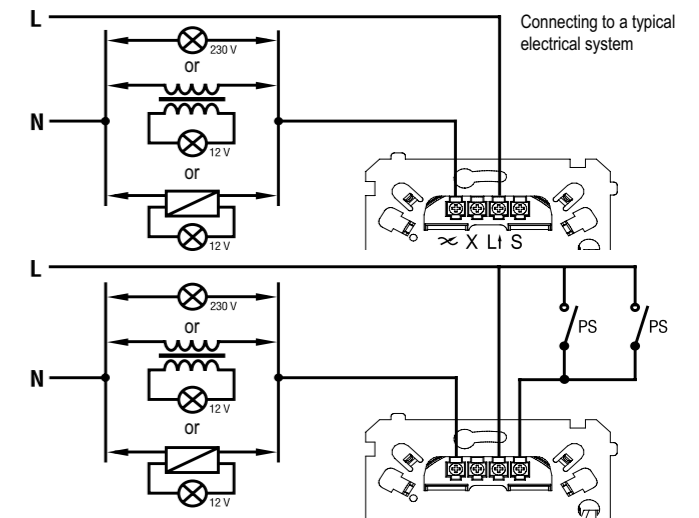 L
Connecting to a typical
electrical system
230 V
or
N
12 V
or
12 V
X L↑ S
L
230 V
PS PS
or
N
12 V
or
12 V